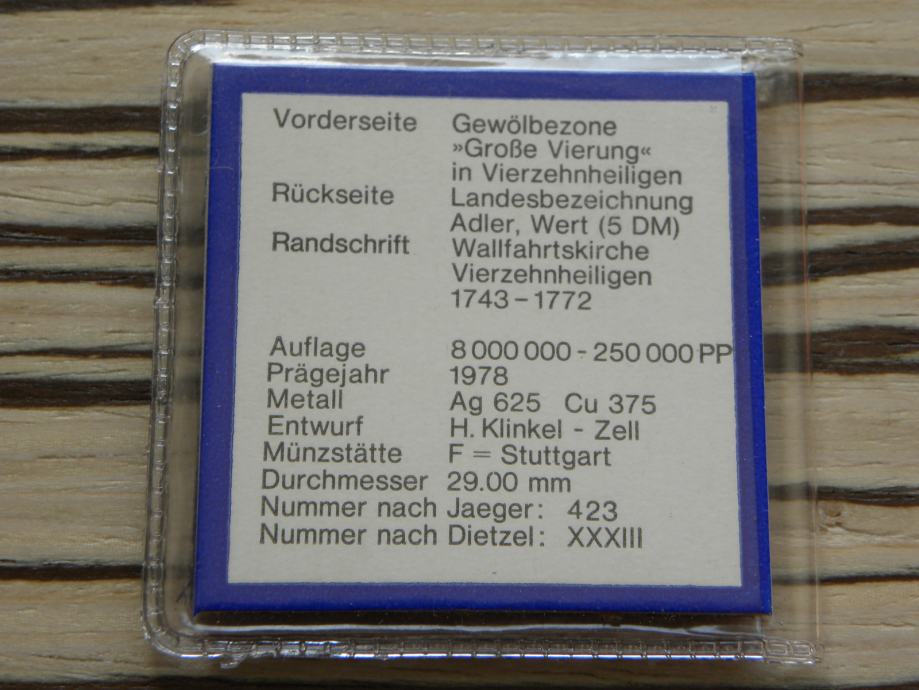 Vorderseite Gewölbezone
»Große Vierung«
in Vierzehnheiligen
Rückseite Landesbezeichnung
Adler, Wert (5 DM)
Randschrift Wallfahrtskirche
Vierzehnheiligen
1743–1772
Auflage 8 000 000 - 250 000 PP
Prägejahr 1978
Metall Ag 625 Cu 375
Entwurf H. Klinkel - Zell
Münzstätte F = Stuttgart
Durchmesser 29.00 mm
Nummer nach Jaeger: 423
Nummer nach Dietzel: XXXIII